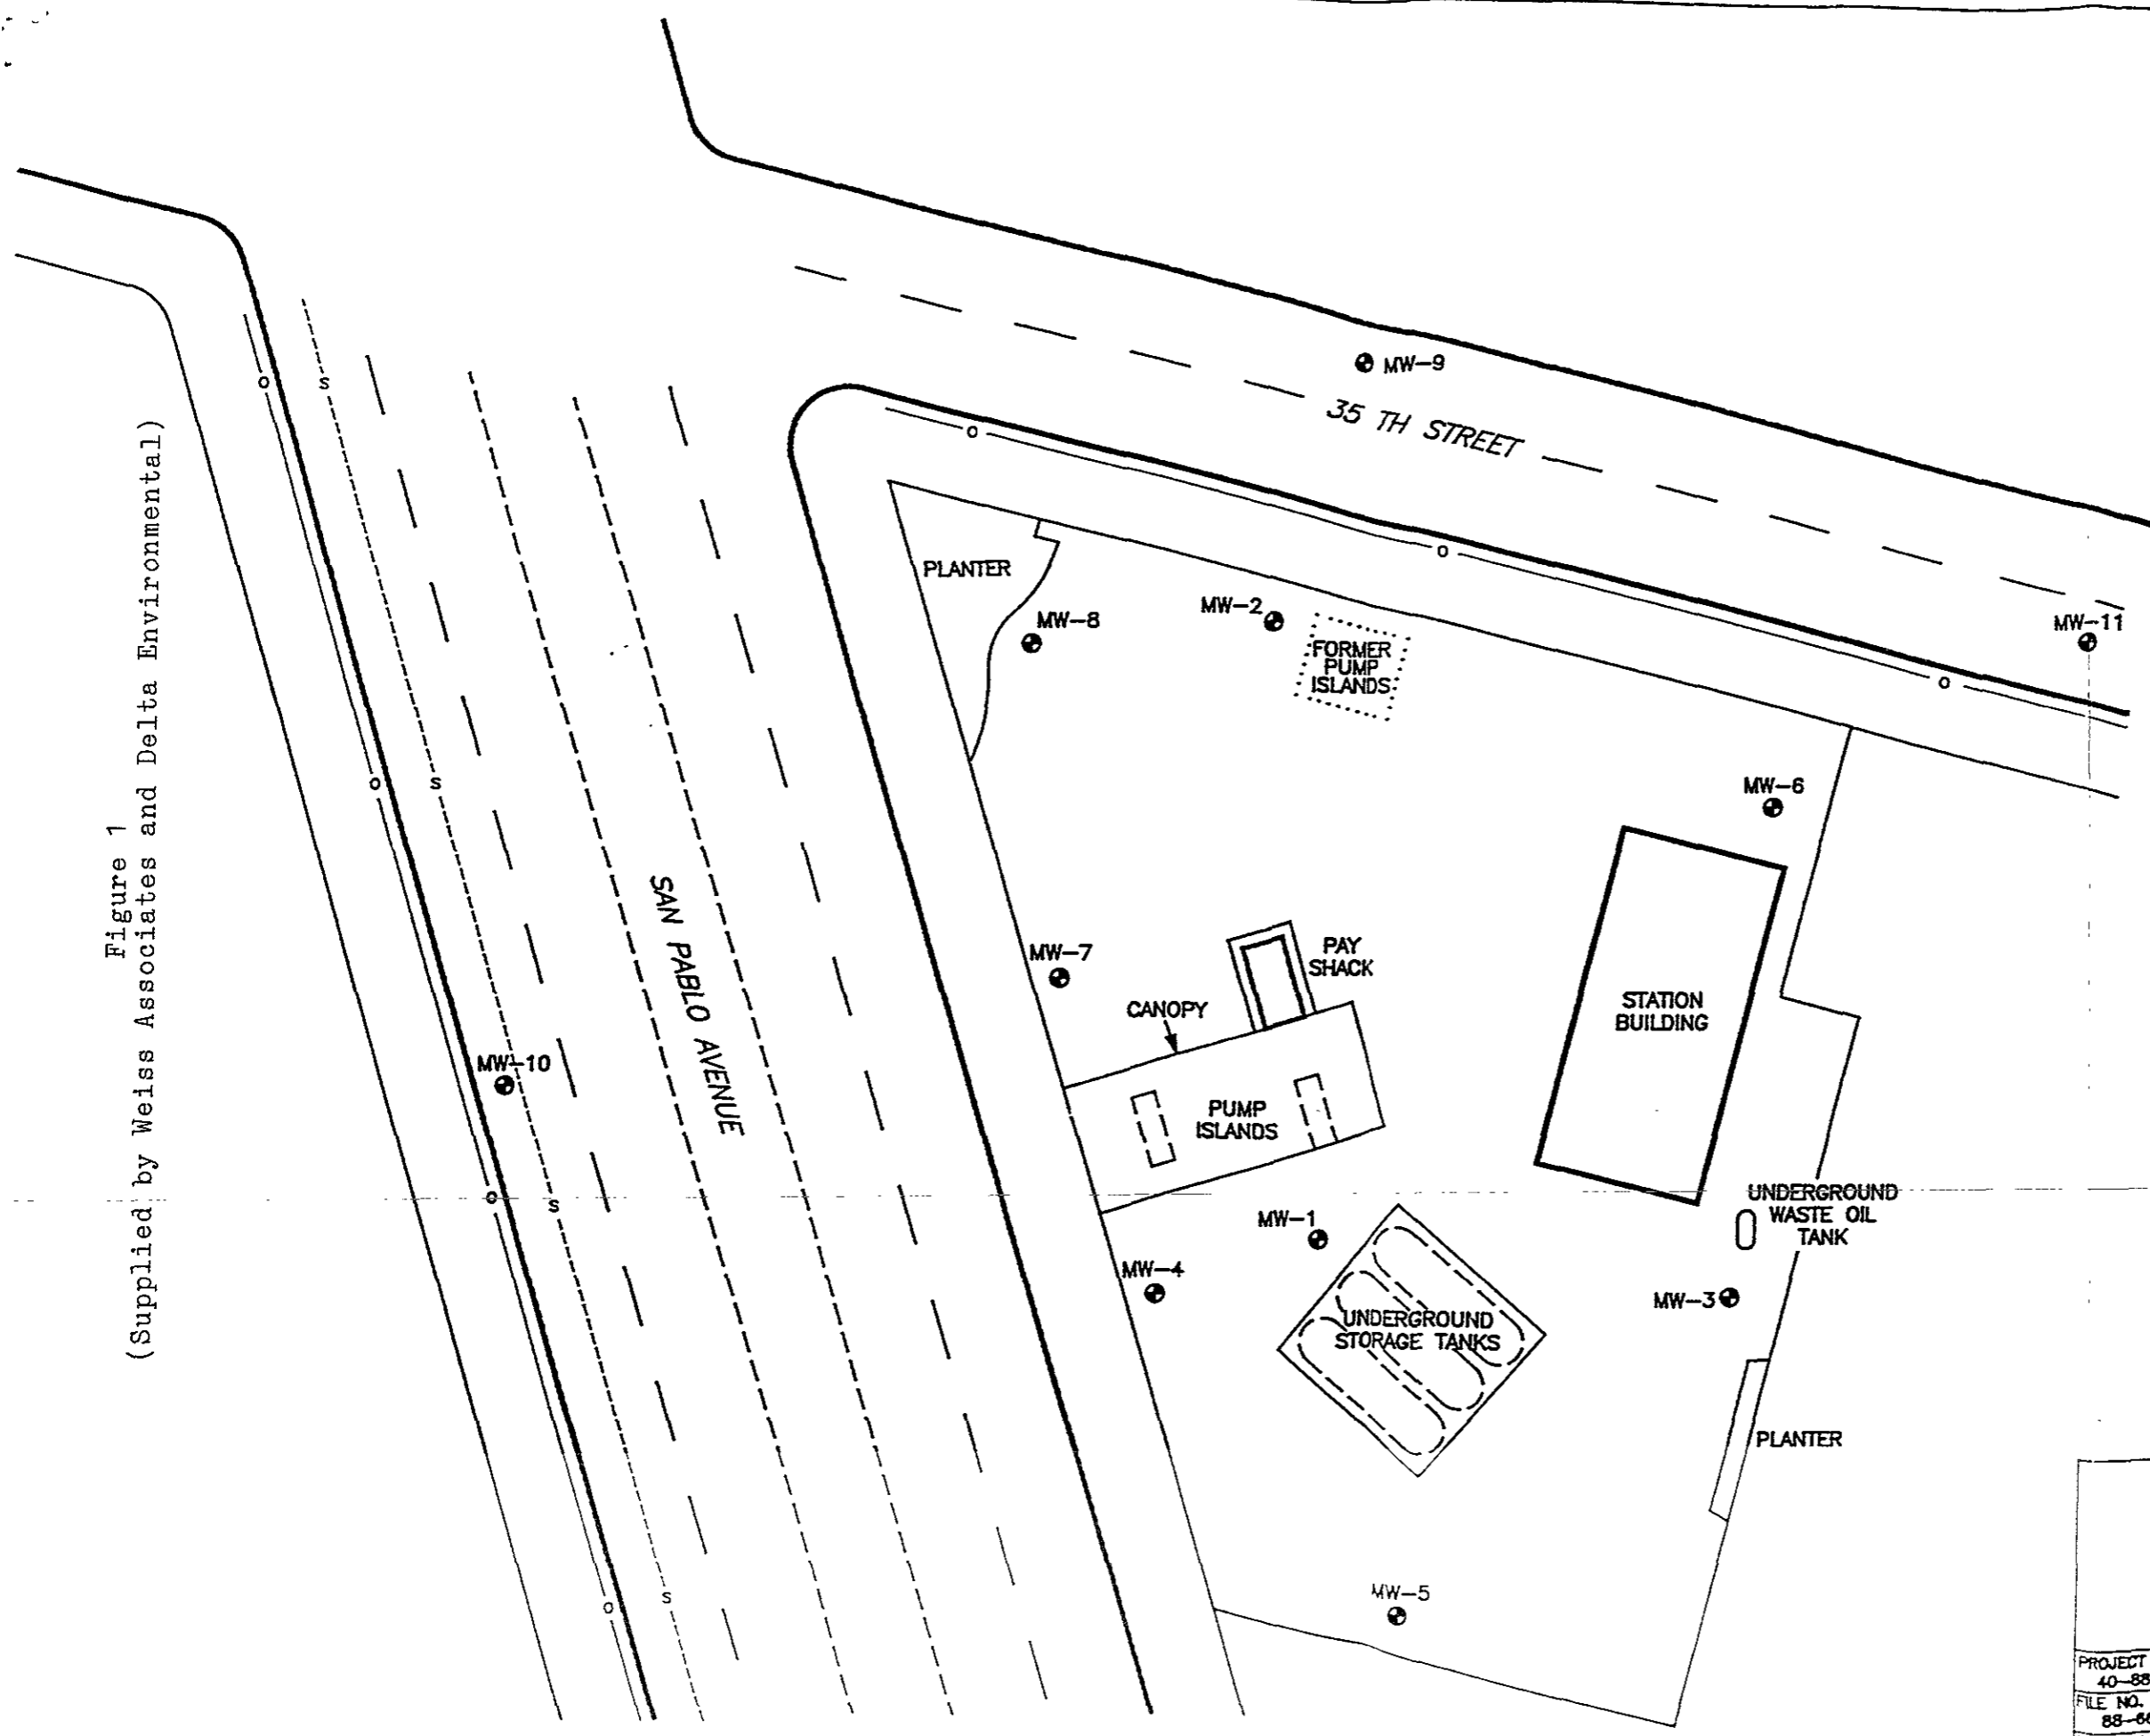 Figure 1
(Supplied by Weiss Associates and Delta Environmental)
MW-9
35 TH STREET
o
s
o
o
PLANTER
MW-8
MW-2
FORMER
PUMP
ISLANDS
MW-11
o
o
s
o
MW-6
SAN PABLO AVENUE
MW-7
PAY
SHACK
CANOPY
STATION
BUILDING
MW-10
PUMP
ISLANDS
o
s
UNDERGROUND
WASTE OIL
TANK
MW-1
MW-4
MW-3
UNDERGROUND
STORAGE TANKS
PLANTER
MW-5
s
o
PROJECT
40-88
FILE NO.